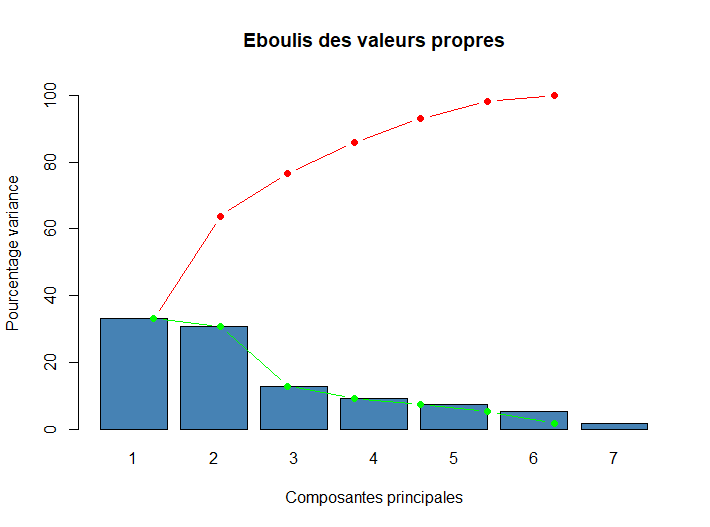 Eboulis des valeurs propres
Pourcentage variance
100
80
60
40
20
0
1 2 3 4 5 6 7
Composantes principales